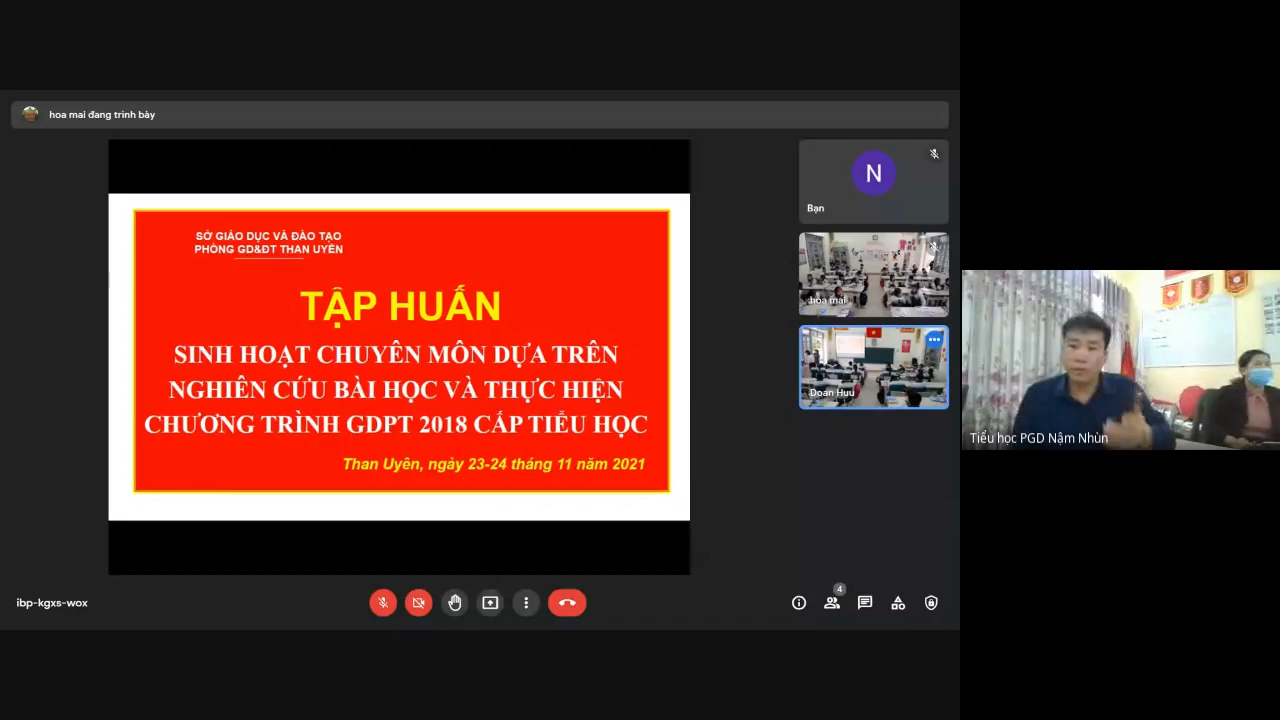 hoa mai đang trình bày
SỞ GIÁO DỤC VÀ ĐÀO TẠO
PHÒNG GD&ĐT THAN UYÊN
TẬP HUẤN
SINH HOẠT CHUYÊN MÔN DỰA TRÊN
NGHIÊN CỨU BÀI HỌC VÀ THỰC HIỆN
CHƯƠNG TRÌNH GDPT 2018 CẤP TIỂU HỌC
Than Uyên, ngày 23-24 tháng 11 năm 2021
N
Bạn
hoa mai
Doan Huu
Tiểu học PGD Nậm Nhùn
ibp-kgxs-wox
4